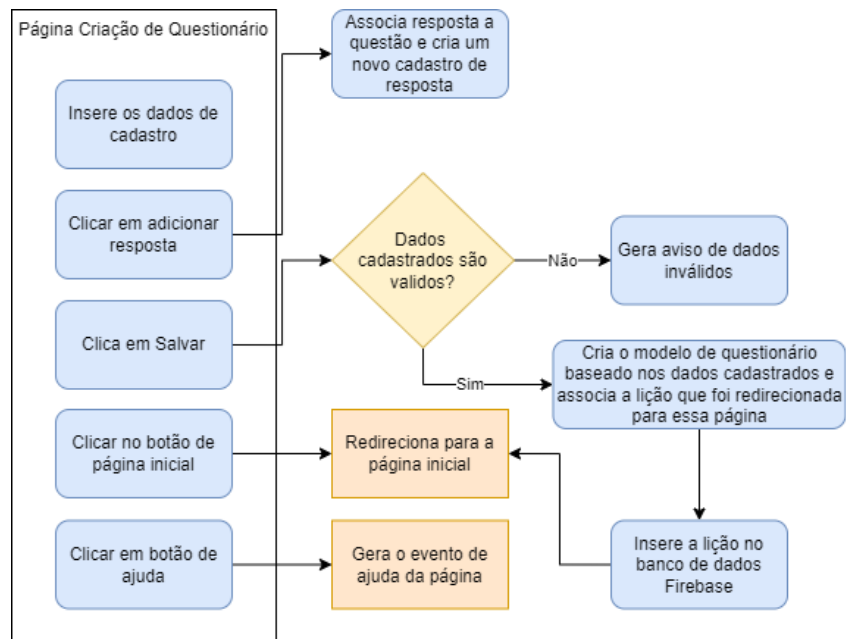 Página Criação de Questionário
Insere os dados de
cadastro
Clicar em adicionar
resposta
Clica em Salvar
Clicar no botão de
página inicial
Clicar em botão de
ajuda
Associa resposta a
questão e cria um
novo cadastro de
resposta
Dados
cadastrados são
validos?
Não
Gera aviso de dados
inválidos
Sim
Cria o modelo de questionário
baseado nos dados cadastrados e
associa a lição que foi redirecionada
para essa página
Redireciona para a
página inicial
Gera o evento de
ajuda da página
Insere a lição no
banco de dados
Firebase